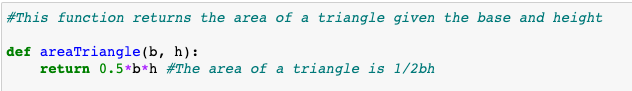 #This function returns the area of a triangle given the base and height
def areaTriangle(b, h):
    return 0.5*b*h #The area of a triangle is 1/2bh